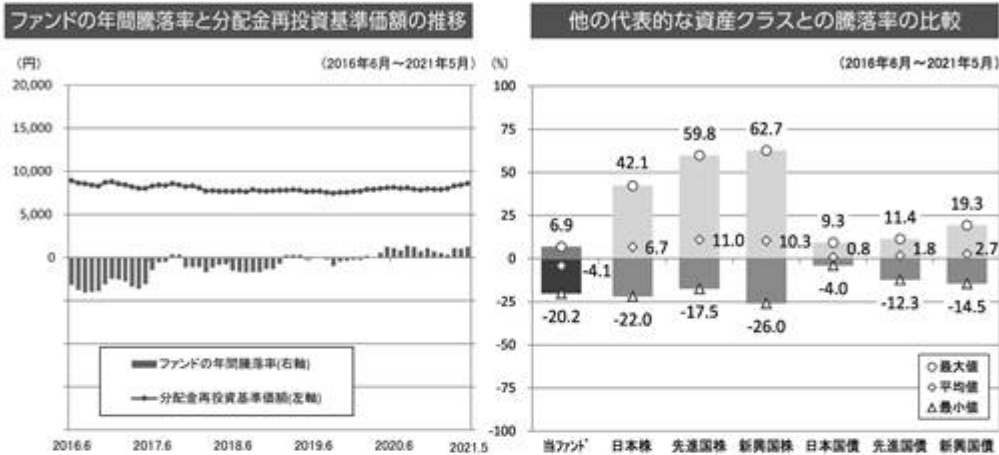 ファンドの年間騰落率と分配金再投資基準価額の推移
(円)
(2016年6月～2021年5月)
20,000
15,000
10,000
5,000
0
ファンドの年間騰落率(右軸)
分配金再投資基準価額(左軸)
2016.6 2017.6 2018.6 2019.6 2020.6 2021.5
他の代表的な資産クラスとの騰落率の比較
(%)
(2016年6月～2021年5月)
100
75
50
25
0
-25
-50
-75
-100
6.9 42.1 59.8 62.7 9.3 11.4 19.3
-4.1 6.7 11.0 10.3 0.8 1.8 2.7
-20.2 -22.0 -17.5 -26.0 -4.0 -12.3 -14.5
最大値
平均値
最小値
当ファンド 日本株 先進国株 新興国株 日本国債 先進国債 新興国債